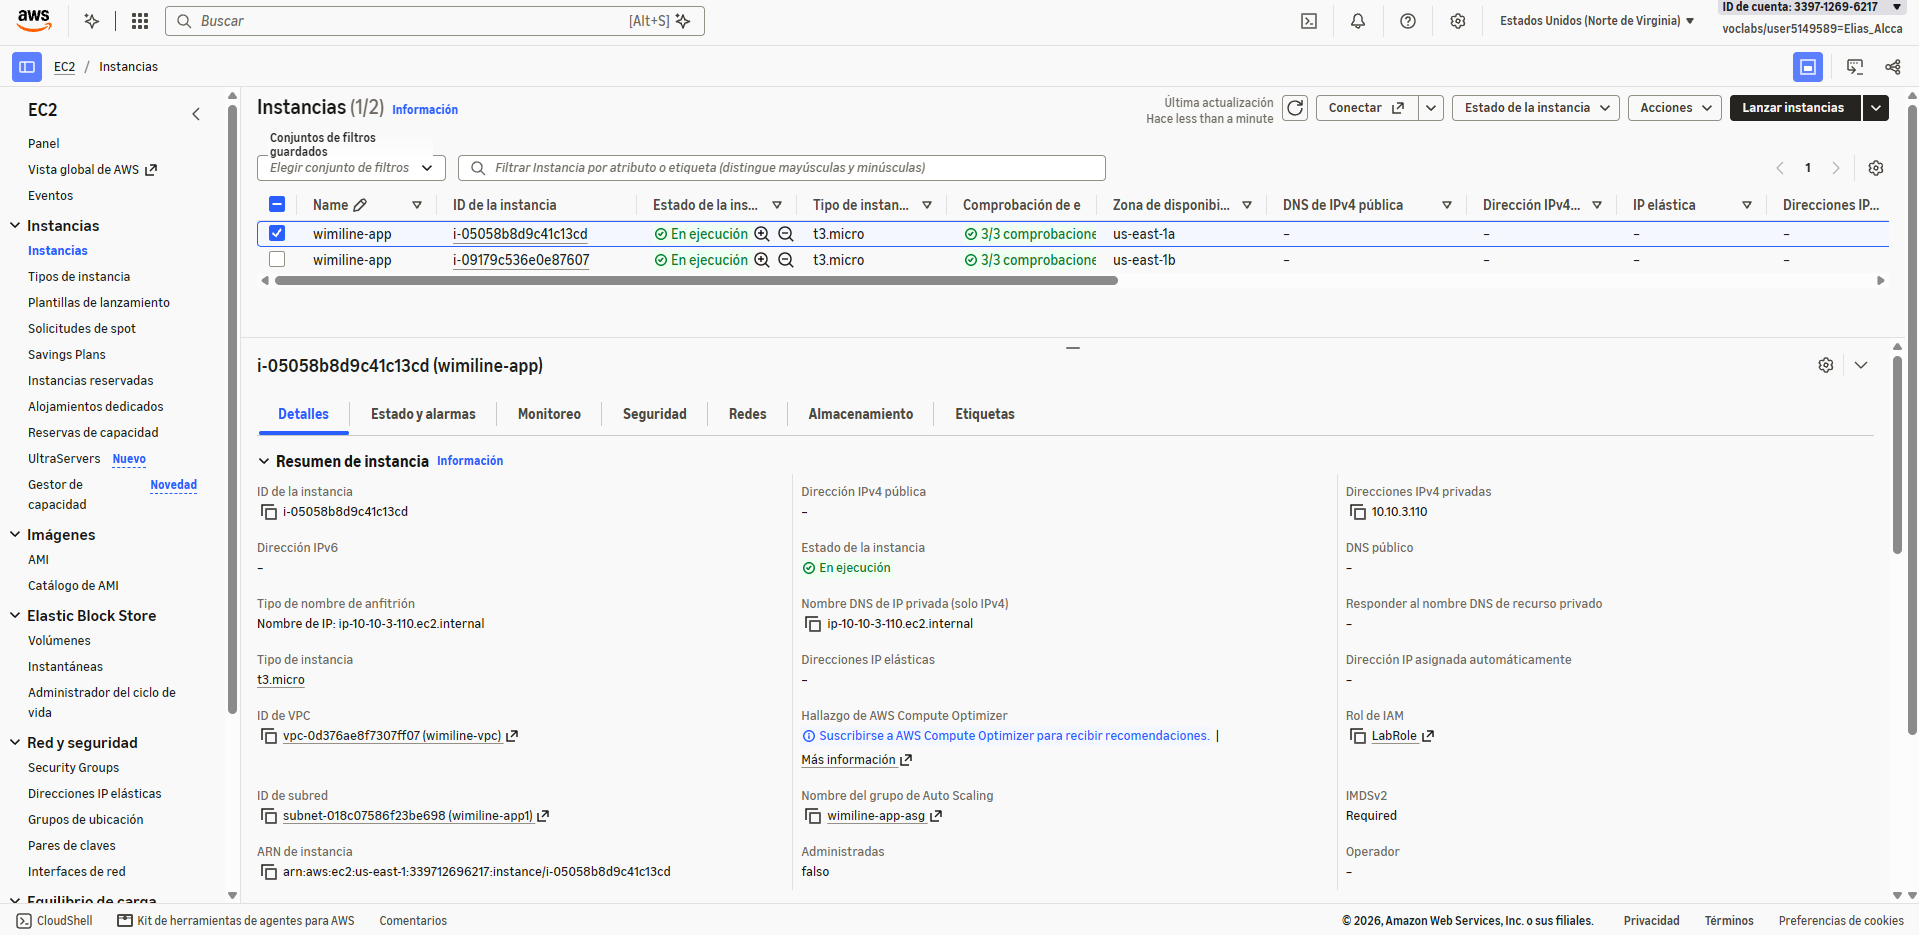 aws
Buscar [Alt+S]
Estados Unidos (Norte de Virginia)
ID de cuenta: 3397-1269-6217
voclabs/user5149589=Elias_Alcca
EC2 / Instancias
EC2
Panel
Vista global de AWS
Eventos
Instancias
Instancias
Tipos de instancia
Plantillas de lanzamiento
Solicitudes de spot
Savings Plans
Instancias reservadas
Alojamientos dedicados
Reservas de capacidad
UltraServers Nuevo
Gestor de capacidad Novedad
Imágenes
AMI
Catálogo de AMI
Elastic Block Store
Volúmenes
Instantáneas
Administrador del ciclo de vida
Red y seguridad
Security Groups
Direcciones IP elásticas
Grupos de ubicación
Pares de claves
Interfaces de red
Equilibrio de carga
Instancias (1/2) Información
Última actualización
Hace less than a minute
Conectar
Estado de la instancia
Acciones
Lanzar instancias
Conjuntos de filtros guardados
Elegir conjunto de filtros
Filtrar Instancia por atributo o etiqueta (distingue mayúsculas y minúsculas)
1
Name ID de la instancia Estado de la ins... Tipo de instan... Comprobación de e Zona de disponibi... DNS de IPv4 pública Dirección IPv4... IP elástica Direcciones IP...
wimiline-app i-05058b8d9c41c13cd En ejecución t3.micro 3/3 comprobacione us-east-1a – – – –
wimiline-app i-09179c536e0e87607 En ejecución t3.micro 3/3 comprobacione us-east-1b – – – –
i-05058b8d9c41c13cd (wimiline-app)
Detalles Estado y alarmas Monitoreo Seguridad Redes Almacenamiento Etiquetas
Resumen de instancia Información
ID de la instancia
i-05058b8d9c41c13cd
Dirección IPv4 pública
–
Direcciones IPv4 privadas
10.10.3.110
Dirección IPv6
–
Estado de la instancia
En ejecución
DNS público
–
Tipo de nombre de anfitrión
Nombre de IP: ip-10-10-3-110.ec2.internal
Nombre DNS de IP privada (solo IPv4)
ip-10-10-3-110.ec2.internal
Responder al nombre DNS de recurso privado
–
Tipo de instancia
t3.micro
Direcciones IP elásticas
–
Dirección IP asignada automáticamente
–
ID de VPC
vpc-0d376ae8f7307ff07 (wimiline-vpc)
Hallazgo de AWS Compute Optimizer
Suscribirse a AWS Compute Optimizer para recibir recomendaciones. |
Más información
Rol de IAM
LabRole
ID de subred
subnet-018c07586f23be698 (wimiline-app1)
Nombre del grupo de Auto Scaling
wimiline-app-asg
IMDSv2
Required
ARN de instancia
arn:aws:ec2:us-east-1:339712696217:instance/i-05058b8d9c41c13cd
Administradas
falso
Operador
–
CloudShell Kit de herramientas de agentes para AWS Comentarios
© 2026, Amazon Web Services, Inc. o sus filiales. Privacidad Términos Preferencias de cookies